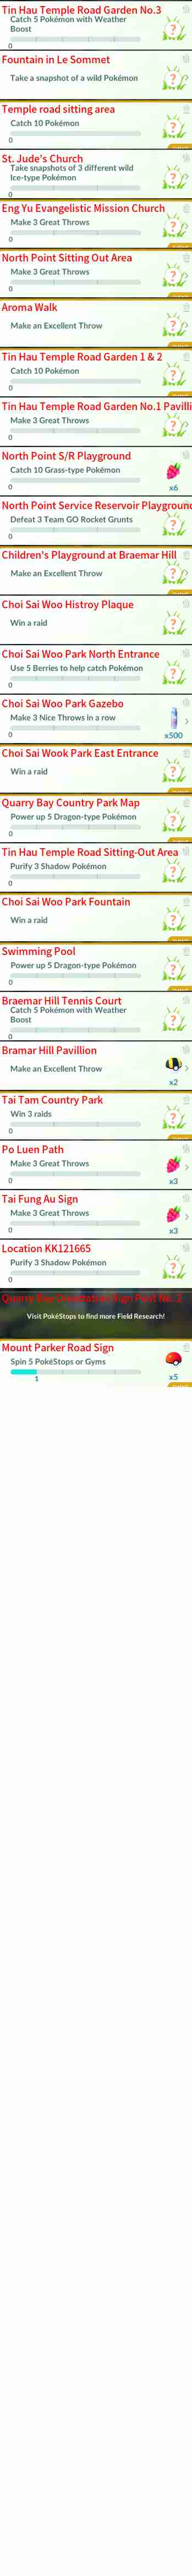 Tin Hau Temple Road Garden No.3
Catch 5 Pokémon with Weather
Boost
0
?
Fountain in Le Sommet
Take a snapshot of a wild Pokémon
?
Temple road sitting area
Catch 10 Pokémon
0
?
St. Jude's Church
Take snapshots of 3 different wild
Ice-type Pokémon
0
?
Eng Yu Evangelistic Mission Church
Make 3 Great Throws
0
?
North Point Sitting Out Area
Make 3 Great Throws
0
?
Aroma Walk
Make an Excellent Throw
?
Tin Hau Temple Road Garden 1 & 2
Catch 10 Pokémon
0
?
Tin Hau Temple Road Garden No.1 Pavilli
Make 3 Great Throws
0
?
North Point S/R Playground
Catch 10 Grass-type Pokémon
0
x6
North Point Service Reservoir Playground
Defeat 3 Team GO Rocket Grunts
0
?
Children's Playground at Braemar Hill
Make an Excellent Throw
?
Choi Sai Woo Histroy Plaque
Win a raid
?
Choi Sai Woo Park North Entrance
Use 5 Berries to help catch Pokémon
0
?
Choi Sai Woo Park Gazebo
Make 3 Nice Throws in a row
0
x500
Choi Sai Wook Park East Entrance
Win a raid
?
Quarry Bay Country Park Map
Power up 5 Dragon-type Pokémon
0
?
Tin Hau Temple Road Sitting-Out Area
Purify 3 Shadow Pokémon
0
?
Choi Sai Woo Park Fountain
Win a raid
?
Swimming Pool
Power up 5 Dragon-type Pokémon
0
?
Braemar Hill Tennis Court
Catch 5 Pokémon with Weather
Boost
0
?
Bramar Hill Pavillion
Make an Excellent Throw
x2
Tai Tam Country Park
Win 3 raids
0
?
Po Luen Path
Make 3 Great Throws
0
x3
Tai Fung Au Sign
Make 3 Great Throws
0
x3
Location KK121665
Purify 3 Shadow Pokémon
0
?
Visit PokéStops to find more Field Research!
Mount Parker Road Sign
Spin 5 PokéStops or Gyms
1
x5